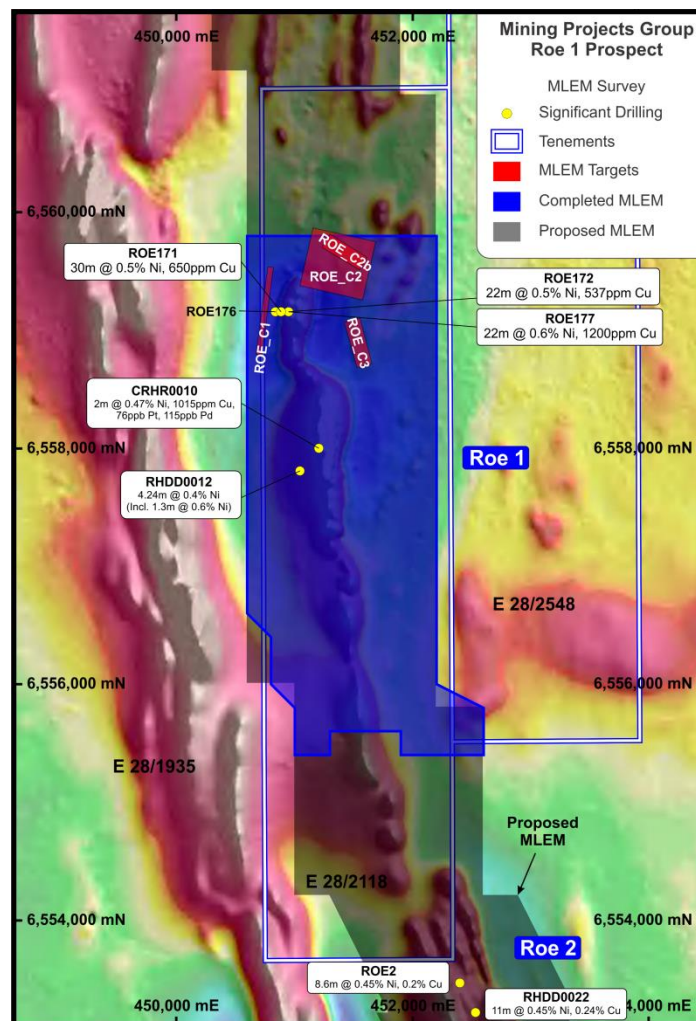 450,000 mE
452,000 mE
Mining Projects Group
Roe 1 Prospect
MLEM Survey
Significant Drilling
Tenements
MLEM Targets
Completed MLEM
Proposed MLEM
6,560,000 mN
ROE171
30m @ 0.5% Ni, 650ppm Cu
ROE_C2b
ROE_C2
ROE172
22m @ 0.5% Ni, 537ppm Cu
ROE176
ROE177
22m @ 0.6% Ni, 1200ppm Cu
ROE_C1
ROE_C3
CRHR0010
2m @ 0.47% Ni, 1015ppm Cu,
76ppb Pt, 115ppb Pd
6,558,000 mN
6,558,000 mN
Roe 1
RHDD0012
4.24m @ 0.4% Ni
(Incl. 1.3m @ 0.6% Ni)
E 28/2548
6,556,000 mN
6,556,000 mN
E 28/1935
Proposed
MLEM
E 28/2118
6,554,000 mN
6,554,000 mN
Roe 2
ROE2
8.6m @ 0.45% Ni, 0.2% Cu
450,000 mE
452,000 mE
RHDD0022
11m @ 0.45% Ni, 0.24% Cu
4,000 mE